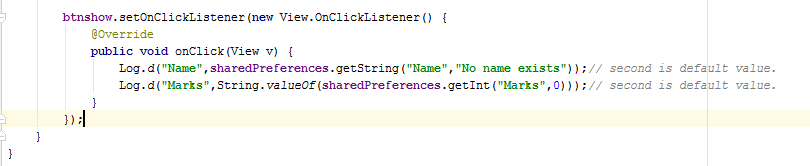 btnshow.setOnClickListener(new View.OnClickListener() {
@Override
public void onClick(View v) {
Log.d("Name",sharedPreferences.getString("Name","No name exists"));// second is default value.
Log.d("Marks",String.valueOf(sharedPreferences.getInt("Marks",0)));// second is default value.
}
});
}
}